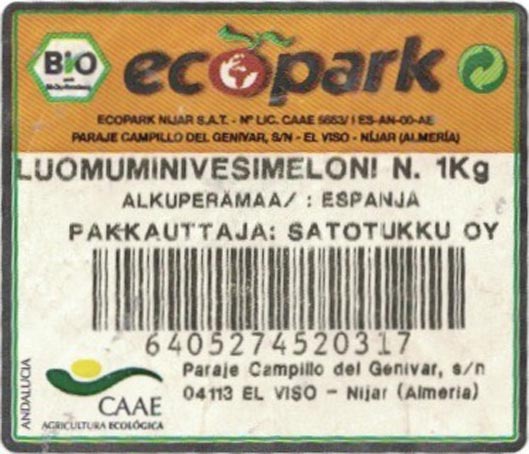 BIO
ecopark
ECOPARK NIJAR S.A.T. - Nº LIC. CAAE 5653/ I ES-AN-00-AE
PARAJE CAMPILLO DEL GENIVAR, S/N - EL VISO - NÍJAR (ALMERÍA)
LUOMUMINIVESIMELONI N. 1Kg
ALKUPERÄMAA/ : ESPANJA
PAKKAUTTAJA: SATOTUKKU OY
6405274520317
Paraje Campillo del Genivar, s/n
04113 EL VISO - Nijar (Almeria)
ANDALUCIA
CAAE
AGRICULTURA ECOLÓGICA